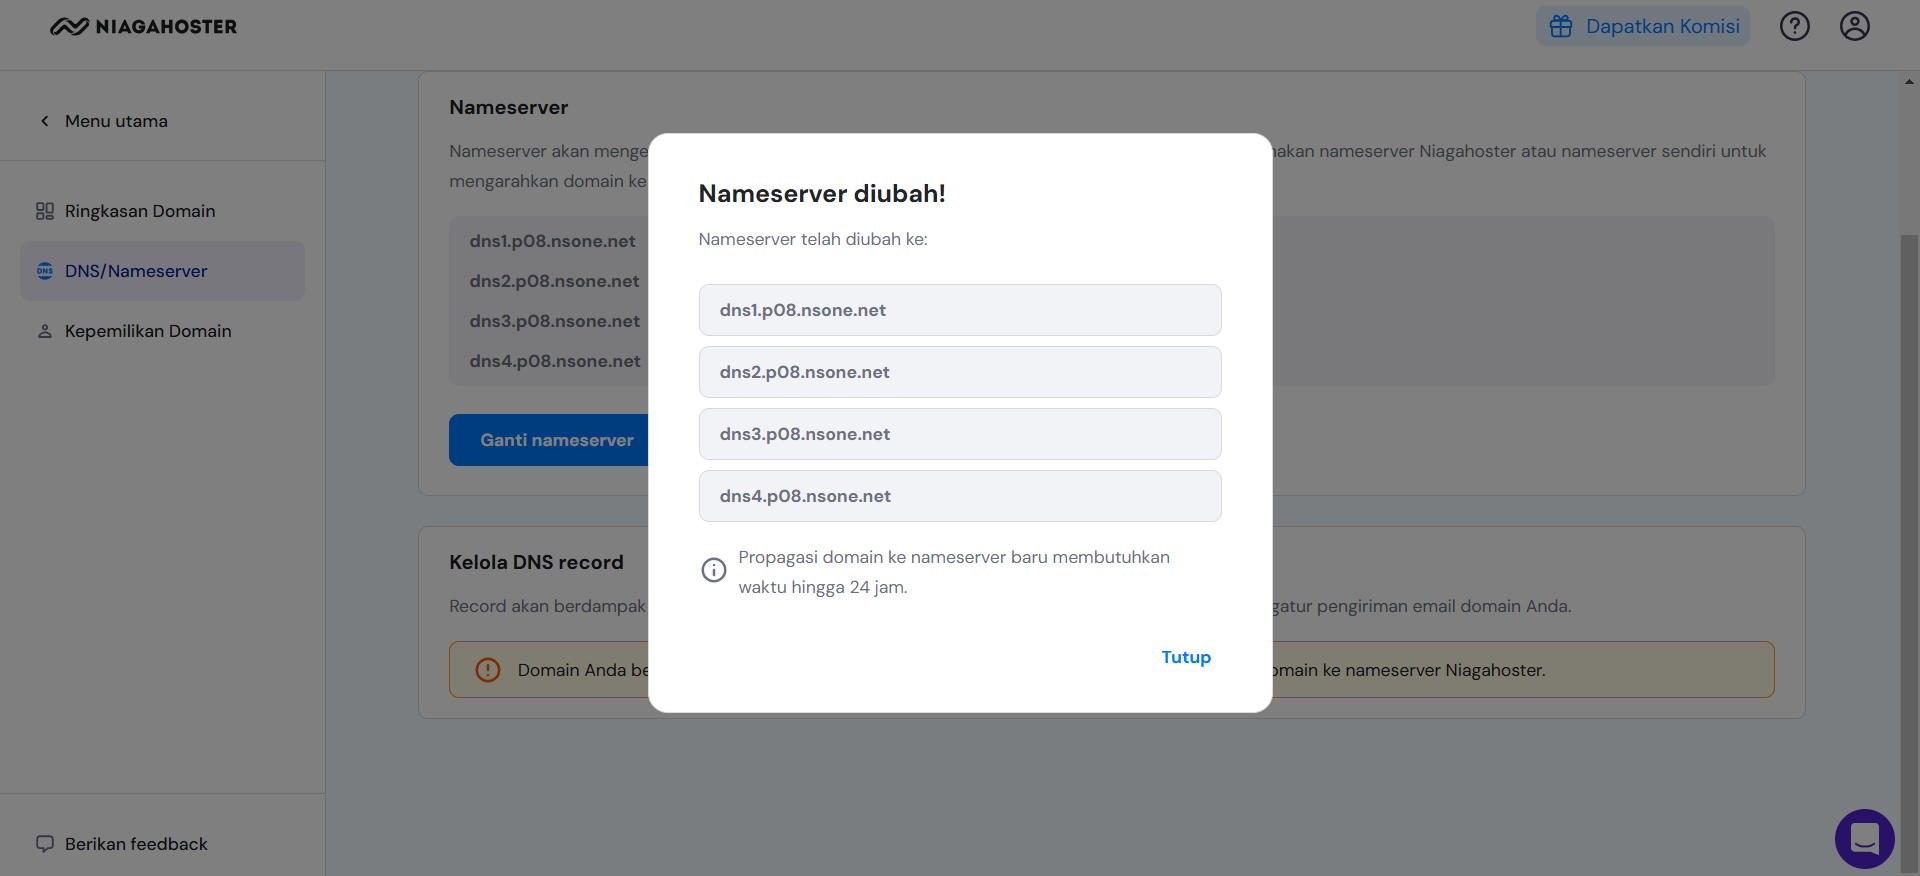 NIAGAHOSTER
Dapatkan Komisi
Menu utama
Ringkasan Domain
DNS/Nameserver
Kepemilikan Domain
Berikan feedback
Nameserver
Nameserver akan menge
nakan nameserver Niagahoster atau nameserver sendiri untuk
mengarahkan domain ke
dns1.p08.nsone.net
dns2.p08.nsone.net
dns3.p08.nsone.net
dns4.p08.nsone.net
Ganti nameserver
Kelola DNS record
Record akan berdampak
gatur pengiriman email domain Anda.
DNS
Domain Anda be
omain ke nameserver Niagahoster.
Nameserver diubah!
Nameserver telah diubah ke:
dns1.p08.nsone.net
dns2.p08.nsone.net
dns3.p08.nsone.net
dns4.p08.nsone.net
Propagasi domain ke nameserver baru membutuhkan
waktu hingga 24 jam.
Tutup